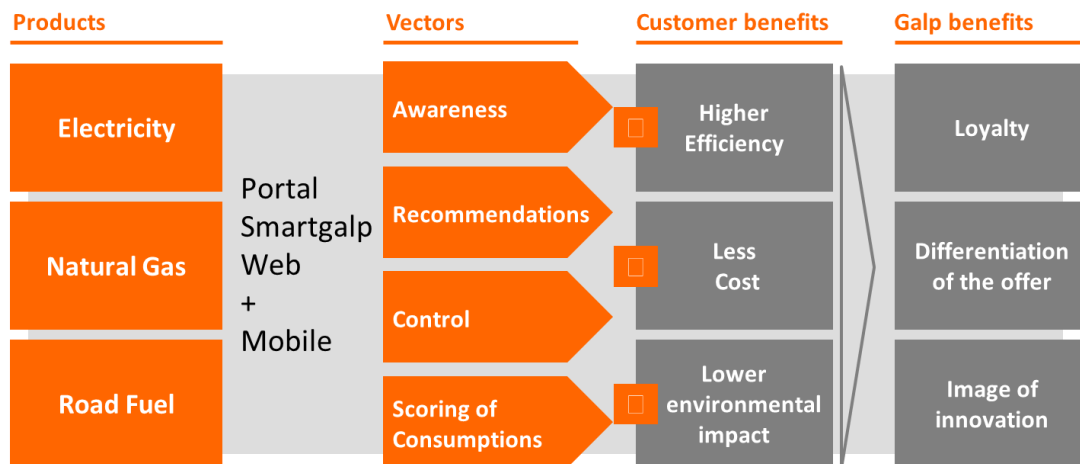 Products
Electricity
Natural Gas
Road Fuel
Portal
Smartgalp
Web
+
Mobile
Vectors
Awareness
Recommendations
Control
Scoring of
Consumptions
Customer benefits
Higher
Efficiency
Less
Cost
Lower
environmental
impact
Galp benefits
Loyalty
Differentiation
of the offer
Image of
innovation